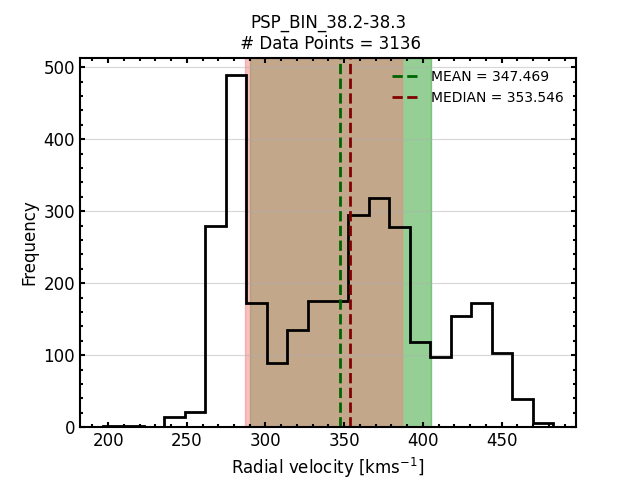 PSP_BIN_38.2-38.3
# Data Points = 3136
MEAN = 347.469
MEDIAN = 353.546
500
400
300
200
100
0
Frequency
200 250 300 350 400 450
Radial velocity [kms⁻¹]